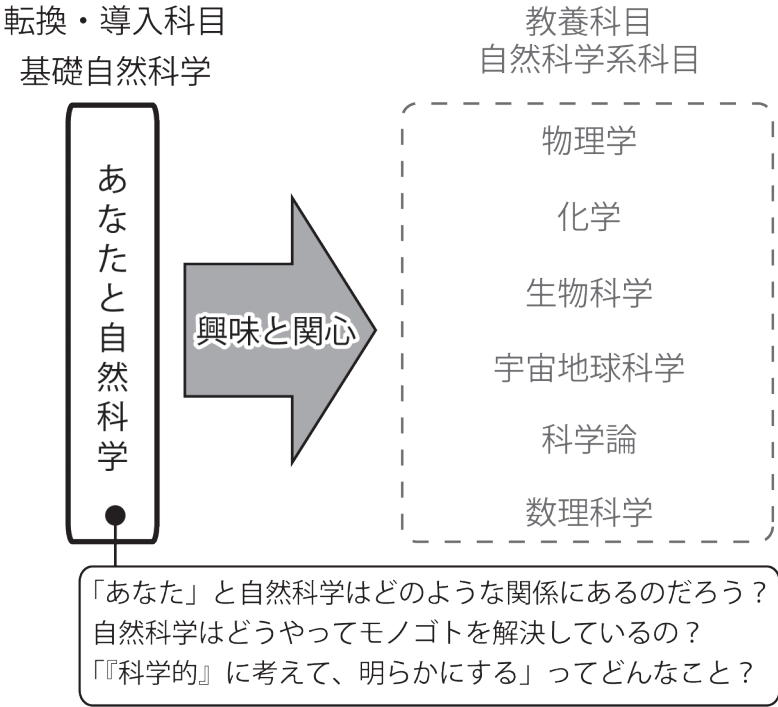 転換・導入科目
基礎自然科学
あなたと自然科学
興味と関心
教養科目
自然科学系科目
物理学
化学
生物科学
宇宙地球科学
科学論
数理科学
「あなた」と自然科学はどのような関係にあるのだろう？
自然科学はどうやってモノゴトを解決しているの？
「『科学的』に考えて、明らかにする」ってどんなこと？